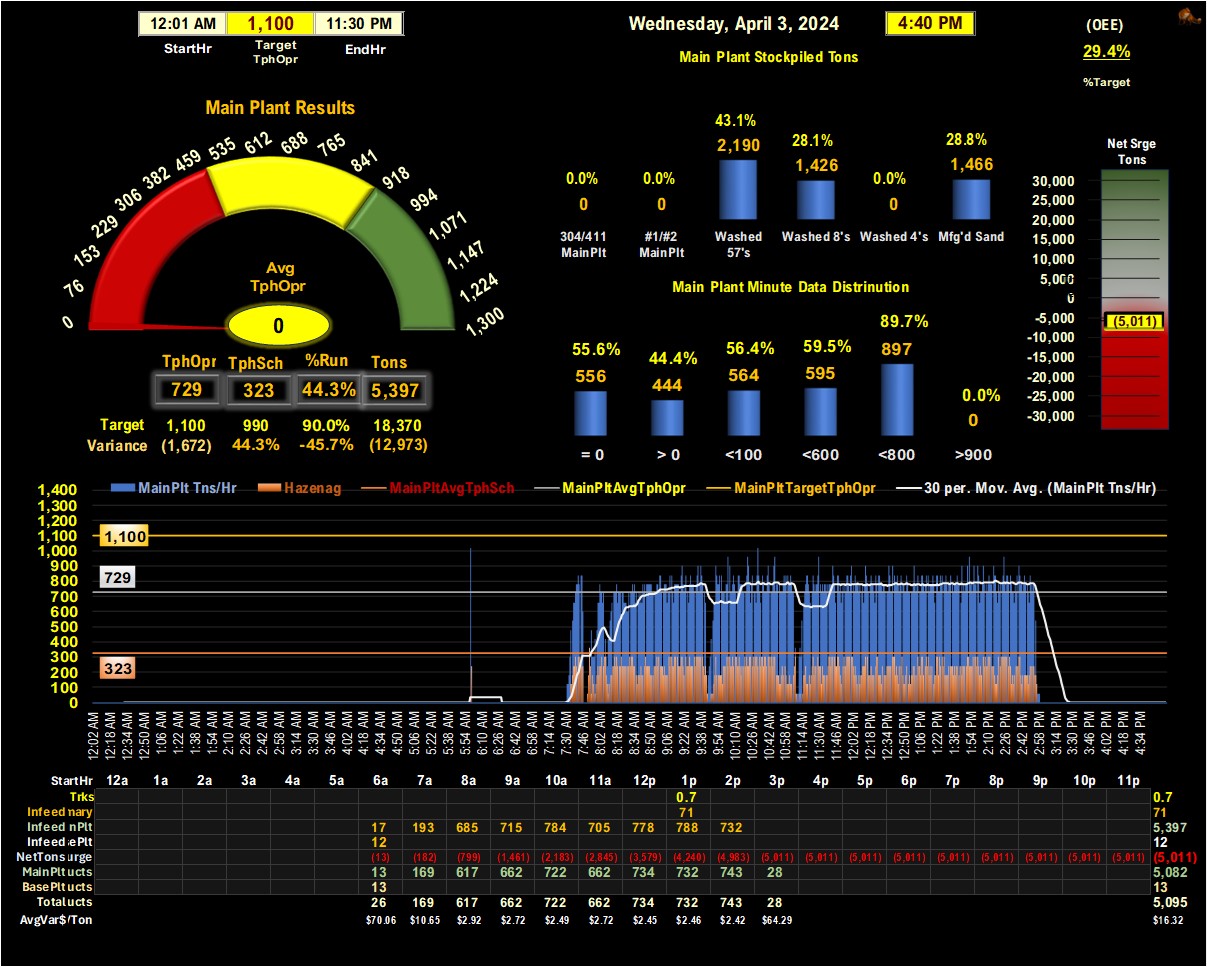 12:01 AM 1,100 11:30 PM
StartHr Target TphOpr EndHr
Wednesday, April 3, 2024 4:40 PM
Main Plant Stockpiled Tons
(OEE)
29.4%
%Target
Main Plant Results
0 76 153 229 306 382 459 535 612 688 765 841 918 994 1,071 1,147 1,224 1,300
Avg
TphOpr
0
TphOpr TphSch %Run Tons
729 323 44.3% 5,397
Target 1,100 990 90.0% 18,370
Variance (1,672) 44.3% -45.7% (12,973)
0.0% 0.0% 43.1% 28.1% 0.0% 28.8%
0 0 2,190 1,426 0 1,466
304/411 MainPlt #1/#2 MainPlt Washed 57's Washed 8's Washed 4's Mfg'd Sand
Main Plant Minute Data Distrinution
55.6% 44.4% 56.4% 59.5% 89.7% 0.0%
556 444 564 595 897 0
= 0 > 0 <100 <600 <800 >900
Net Srge
Tons
30,000
25,000
20,000
15,000
10,000
5,000
0
-5,000
(5,011)
-10,000
-15,000
-20,000
-25,000
-30,000
MainPlt Tns/Hr Hazenag MainPltAvgTphSch MainPltAvgTphOpr MainPltTargetTphOpr 30 per. Mov. Avg. (MainPlt Tns/Hr)
1,400
1,300
1,200
1,100
1,000
900
800
700
600
500
400
300
200
100
0
1,100
729
323
12:02 AM 12:18 AM 12:34 AM 12:50 AM 1:06 AM 1:22 AM 1:38 AM 1:54 AM 2:10 AM 2:26 AM 2:42 AM 2:58 AM 3:14 AM 3:30 AM 3:46 AM 4:02 AM 4:18 AM 4:34 AM 4:50 AM 5:06 AM 5:22 AM 5:38 AM 5:54 AM 6:10 AM 6:26 AM 6:42 AM 6:58 AM 7:14 AM 7:30 AM 7:46 AM 8:02 AM 8:18 AM 8:34 AM 8:50 AM 9:06 AM 9:22 AM 9:38 AM 9:54 AM 10:10 AM 10:26 AM 10:42 AM 10:58 AM 11:14 AM 11:30 AM 11:46 AM 12:02 PM 12:18 PM 12:34 PM 12:50 PM 1:06 PM 1:22 PM 1:38 PM 1:54 PM 2:10 PM 2:26 PM 2:42 PM 2:58 PM 3:14 PM 3:30 PM 3:46 PM 4:02 PM 4:18 PM 4:34 PM
StartHr 12a 1a 2a 3a 4a 5a 6a 7a 8a 9a 10a 11a 12p 1p 2p 3p 4p 5p 6p 7p 8p 9p 10p 11p
Trks 0.7 0.7
Infeed mary 71 71
Infeed nPlt 17 193 685 715 784 705 778 788 732 5,397
Infeed ePlt 12 12
NetTons urge (13) (182) (799) (1,461) (2,183) (2,845) (3,579) (4,240) (4,983) (5,011) (5,011) (5,011) (5,011) (5,011) (5,011) (5,011) (5,011) (5,011) (5,011)
MainPlt ucts 13 169 617 662 722 662 734 732 743 28 5,082
BasePlt ucts 13 13
Total ucts 26 169 617 662 722 662 734 732 743 28 5,095
AvgVar$/Ton $70.06 $10.65 $2.92 $2.72 $2.49 $2.72 $2.45 $2.46 $2.42 $64.29 $16.32